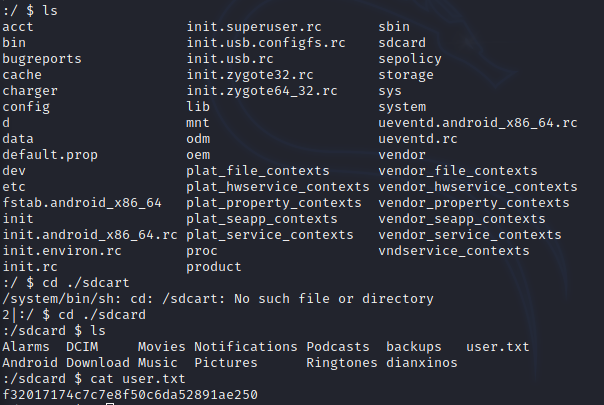 :/ $ ls
acct init.superuser.rc sbin
bin init.usb.configfs.rc sdcard
bugreports init.usb.rc sepolicy
cache init.zygote32.rc storage
charger init.zygote64_32.rc sys
config lib system
d mnt ueventd.android_x86_64.rc
data odm ueventd.rc
default.prop oem vendor
dev plat_file_contexts vendor_file_contexts
etc plat_hwservice_contexts vendor_hwservice_contexts
fstab.android_x86_64 plat_property_contexts vendor_property_contexts
init plat_seapp_contexts vendor_seapp_contexts
init.android_x86_64.rc plat_service_contexts vendor_service_contexts
init.environ.rc proc vndservice_contexts
init.rc product
:/ $ cd ./sdcart
/system/bin/sh: cd: /sdcart: No such file or directory
2|:/ $ cd ./sdcard
:/sdcard $ ls
Alarms DCIM Movies Notifications Podcasts backups user.txt
Android Download Music Pictures Ringtones dianxinos
:/sdcard $ cat user.txt
f32017174c7c7e8f50c6da52891ae250